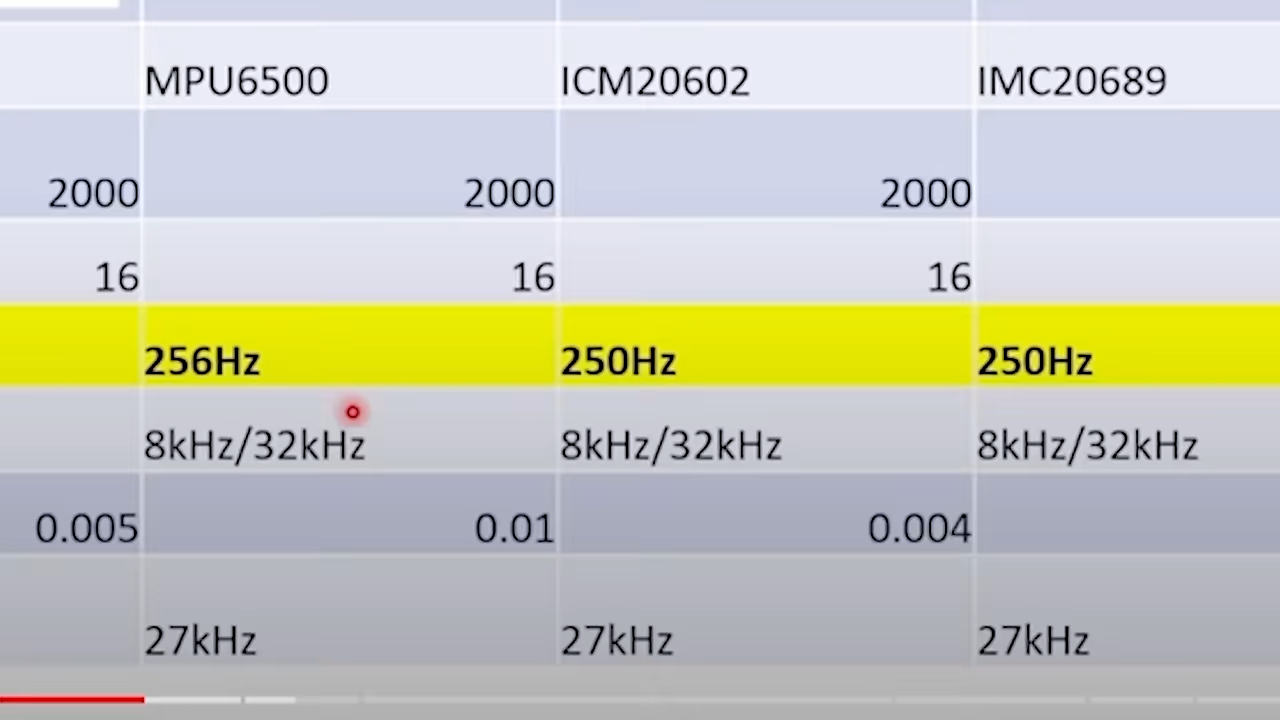 MPU6500 ICM20602 IMC20689
2000 2000 2000
16 16 16
256Hz 250Hz 250Hz
8kHz/32kHz 8kHz/32kHz 8kHz/32kHz
0.005 0.01 0.004
27kHz 27kHz 27kHz